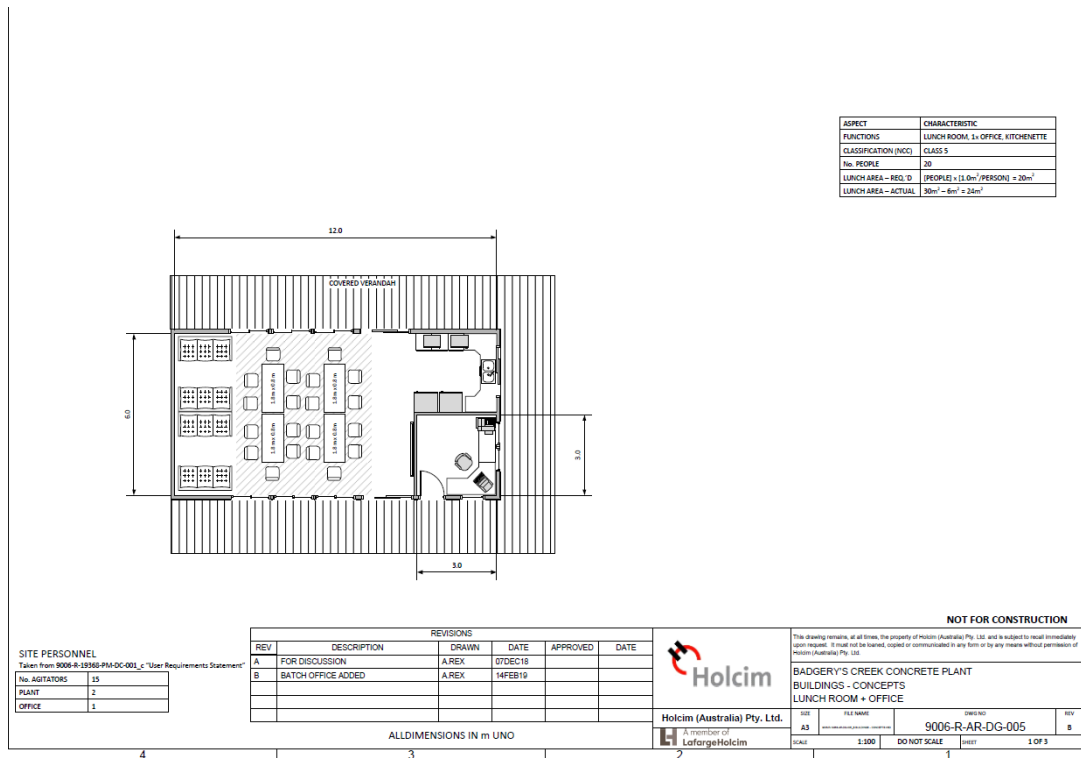 ASPECT CHARACTERISTIC
FUNCTIONS LUNCH ROOM, 1x OFFICE, KITCHENETTE
CLASSIFICATION (NCC) CLASS 5
No. PEOPLE 20
LUNCH AREA – REQ.'D [PEOPLE] x [1.0m²/PERSON] = 20m²
LUNCH AREA – ACTUAL 30m² – 6m² = 24m²
12.0
COVERED VERANDAH
6.0
1.8 m x 0.8 m
1.8 m x 0.8 m
1.8 m x 0.8 m
1.8 m x 0.8 m
3.0
3.0
NOT FOR CONSTRUCTION
SITE PERSONNEL
Taken from 9006-R-19368-PM-DC-001_c "User Requirements Statement"
No. AGITATORS 15
PLANT 2
OFFICE 1
REVISIONS
REV DESCRIPTION DRAWN DATE APPROVED DATE
A FOR DISCUSSION A.REX 07DEC18
B BATCH OFFICE ADDED A.REX 14FEB19
ALLDIMENSIONS IN m UNO
Holcim
Holcim (Australia) Pty. Ltd.
A member of
LafargeHolcim
This drawing remains, at all times, the property of Holcim (Australia) Pty. Ltd. and is subject to recall immediately
upon request. It must not be loaned, copied or communicated in any form or by any means without permission of
Holcim (Australia) Pty. Ltd.
BADGERY'S CREEK CONCRETE PLANT
BUILDINGS - CONCEPTS
LUNCH ROOM + OFFICE
SIZE FILE NAME DWG NO REV
A3 9006-R-AR-DG-005 B
SCALE 1:100 DO NOT SCALE SHEET 1 OF 3
4 3 2 1